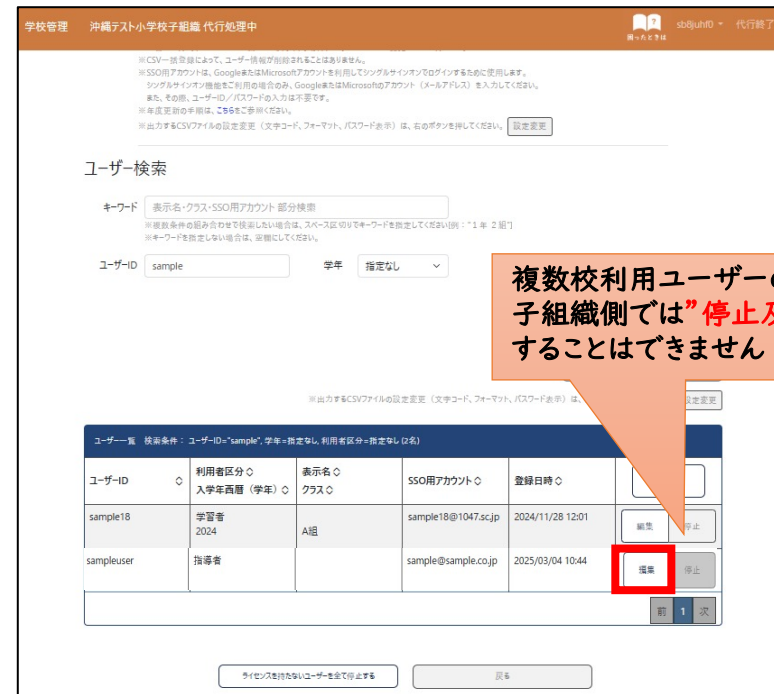 学校管理 沖縄テスト小学校子組織 代行処理中
困ったときは sb8juhf0 代行終了
※CSV一括登録によって、ユーザー情報が削除されることはありません。
※SSO用アカウントは、GoogleまたはMicrosoftアカウントを利用してシングルサインオンでログインするために使用します。
シングルサインオン機能をご利用の場合のみ、GoogleまたはMicrosoftのアカウント（メールアドレス）を入力してください。
また、その際、ユーザーID／パスワードの入力は不要です。
※年度更新の手順は、こちらをご参照ください。
※出力するCSVファイルの設定変更（文字コード、フォーマット、パスワード表示）は、右のボタンを押してください。 設定変更
ユーザー検索
キーワード 表示名・クラス・SSO用アカウント 部分検索
※複数条件の組み合わせで検索したい場合は、スペース区切りでキーワードを指定してください[例："１年 ２組"]
※キーワードを指定しない場合は、空欄にしてください。
ユーザーID sample 学年 指定なし
複数校利用ユーザーの
子組織側では”停止及
することはできません
※出力するCSVファイルの設定変更（文字コード、フォーマット、パスワード表示）は、 設定変更
ユーザー一覧 検索条件： ユーザーID="sample", 学年=指定なし, 利用者区分=指定なし (2名)
ユーザーID 利用者区分 表示名 SSO用アカウント 登録日時
入学年西暦（学年） クラス
sample18 学習者 sample18@1047.sc.jp 2024/11/28 12:01 編集 停止
2024 A組
sampleuser 指導者 sample@sample.co.jp 2025/03/04 10:44 編集 停止
前 1 次
ライセンスを持たないユーザーを全て停止する 戻る